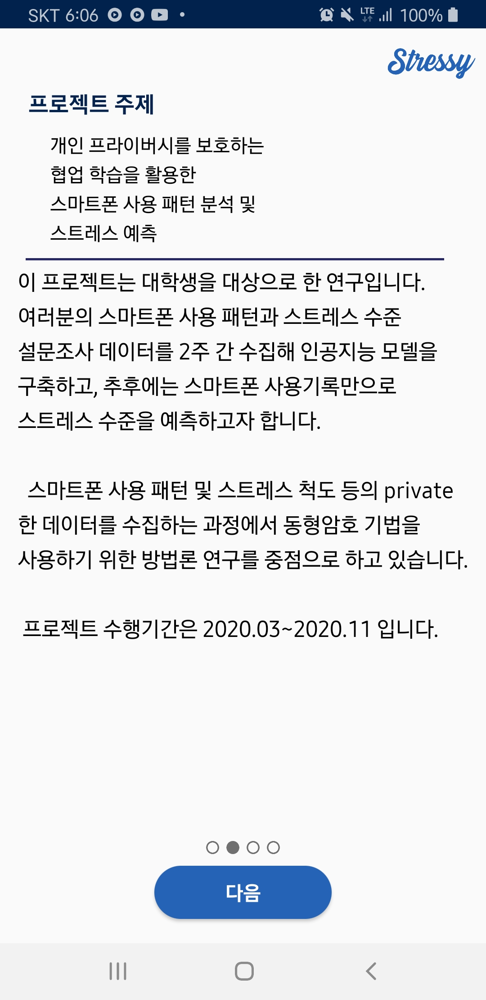 SKT 6:06
LTE
100%
Stressy
프로젝트 주제
개인 프라이버시를 보호하는
협업 학습을 활용한
스마트폰 사용 패턴 분석 및
스트레스 예측
이 프로젝트는 대학생을 대상으로 한 연구입니다.
여러분의 스마트폰 사용 패턴과 스트레스 수준
설문조사 데이터를 2주 간 수집해 인공지능 모델을
구축하고, 추후에는 스마트폰 사용기록만으로
스트레스 수준을 예측하고자 합니다.
스마트폰 사용 패턴 및 스트레스 척도 등의 private
한 데이터를 수집하는 과정에서 동형암호 기법을
사용하기 위한 방법론 연구를 중점으로 하고 있습니다.
프로젝트 수행기간은 2020.03~2020.11 입니다.
다음